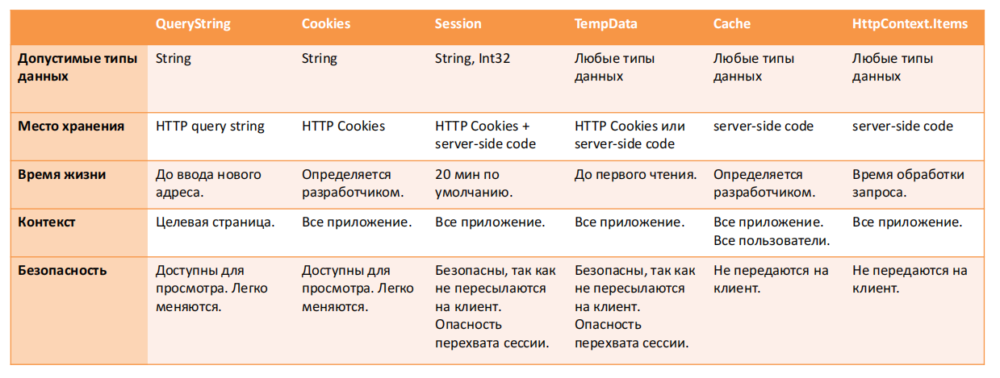 QueryString Cookies Session TempData Cache HttpContext.Items
Допустимые типы String String String, Int32 Любые типы Любые типы Любые типы
данных данных данных данных
Место хранения HTTP query string HTTP Cookies HTTP Cookies + HTTP Cookies или server-side code server-side code
server-side code server-side code
Время жизни До ввода нового Определяется 20 мин по До первого чтения. Определяется Время обработки
адреса. разработчиком. умолчанию. разработчиком. запроса.
Контекст Целевая страница. Все приложение. Все приложение. Все приложение. Все приложение. Все приложение.
Все пользователи.
Безопасность Доступны для Доступны для Безопасны, так как Безопасны, так как Не передаются на Не передаются на
просмотра. Легко просмотра. Легко не пересылаются не пересылаются клиент. клиент.
меняются. меняются. на клиент. на клиент.
Опасность Опасность
перехвата сессии. перехвата сессии.